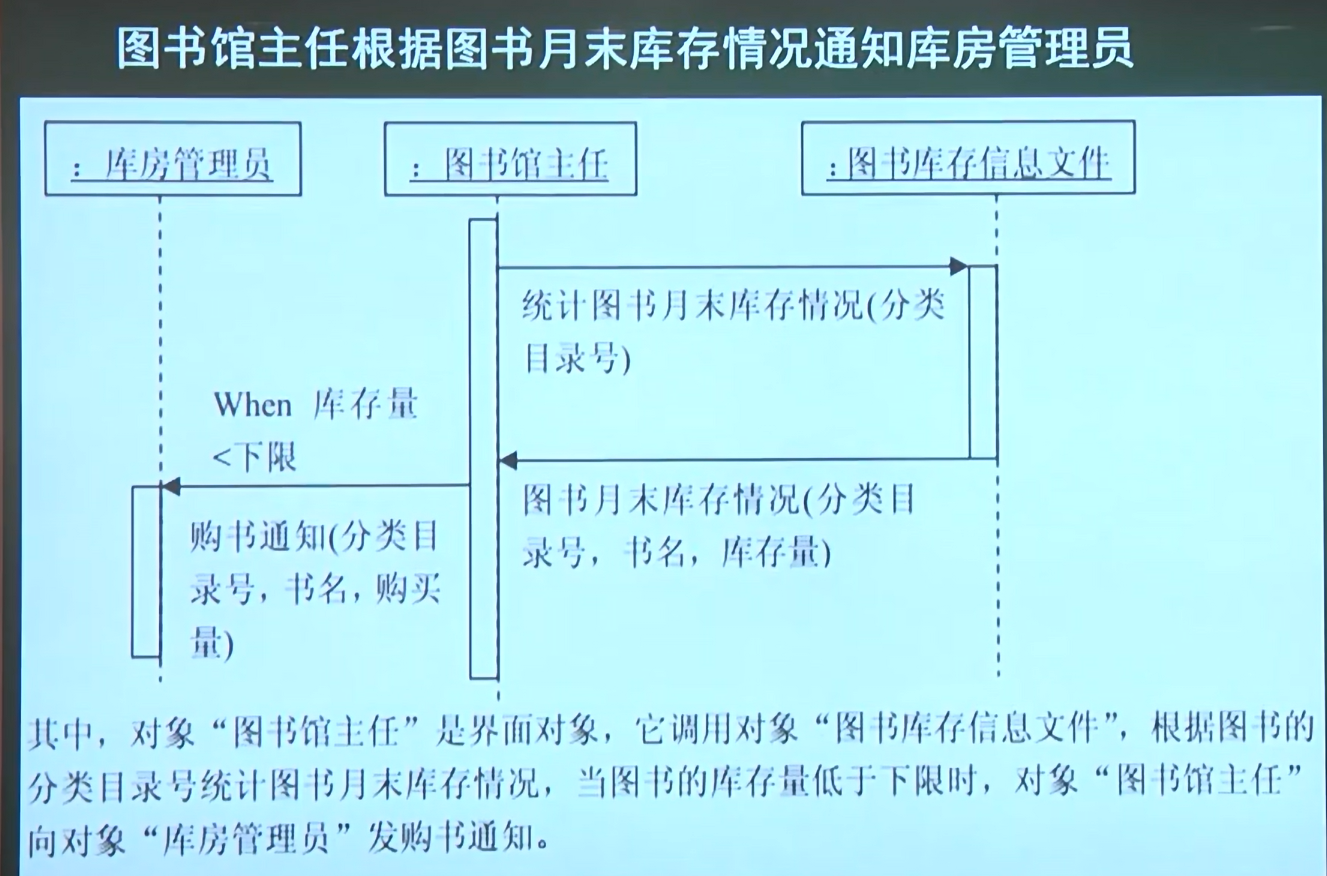 图书馆主任根据图书月末库存情况通知库房管理员
：库房管理员
：图书馆主任
:图书库存信息文件
统计图书月末库存情况(分类
目录号)
When 库存量
<下限
图书月末库存情况(分类目
录号，书名，库存量)
购书通知(分类目
录号，书名，购买
量)
其中，对象“图书馆主任”是界面对象，它调用对象“图书库存信息文件”，根据图书的
分类目录号统计图书月末库存情况，当图书的库存量低于下限时，对象“图书馆主任”
向对象“库房管理员”发购书通知。